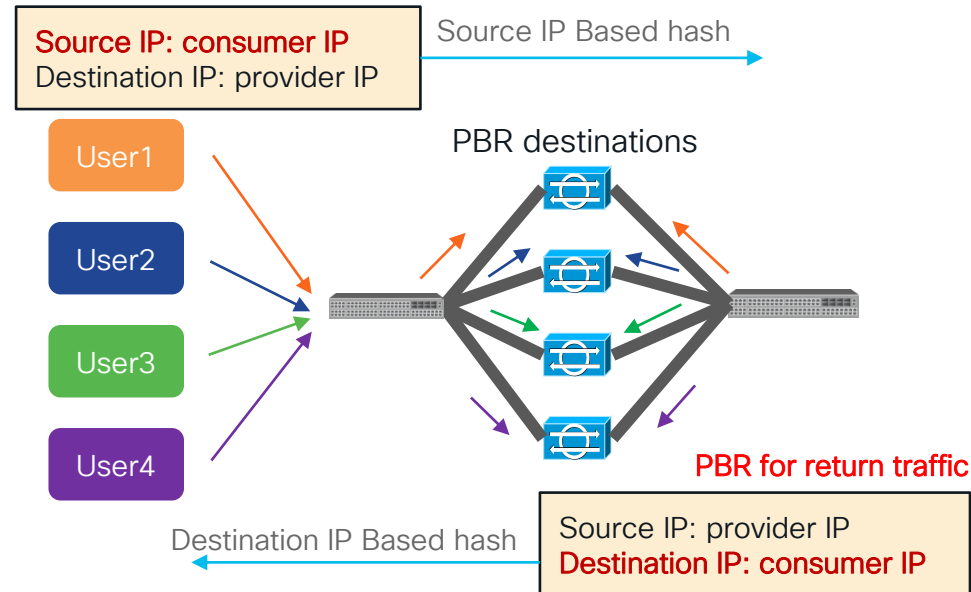 Source IP: consumer IP
Destination IP: provider IP
Source IP Based hash
User1
User2
User3
User4
PBR destinations
PBR for return traffic
Destination IP Based hash
Source IP: provider IP
Destination IP: consumer IP